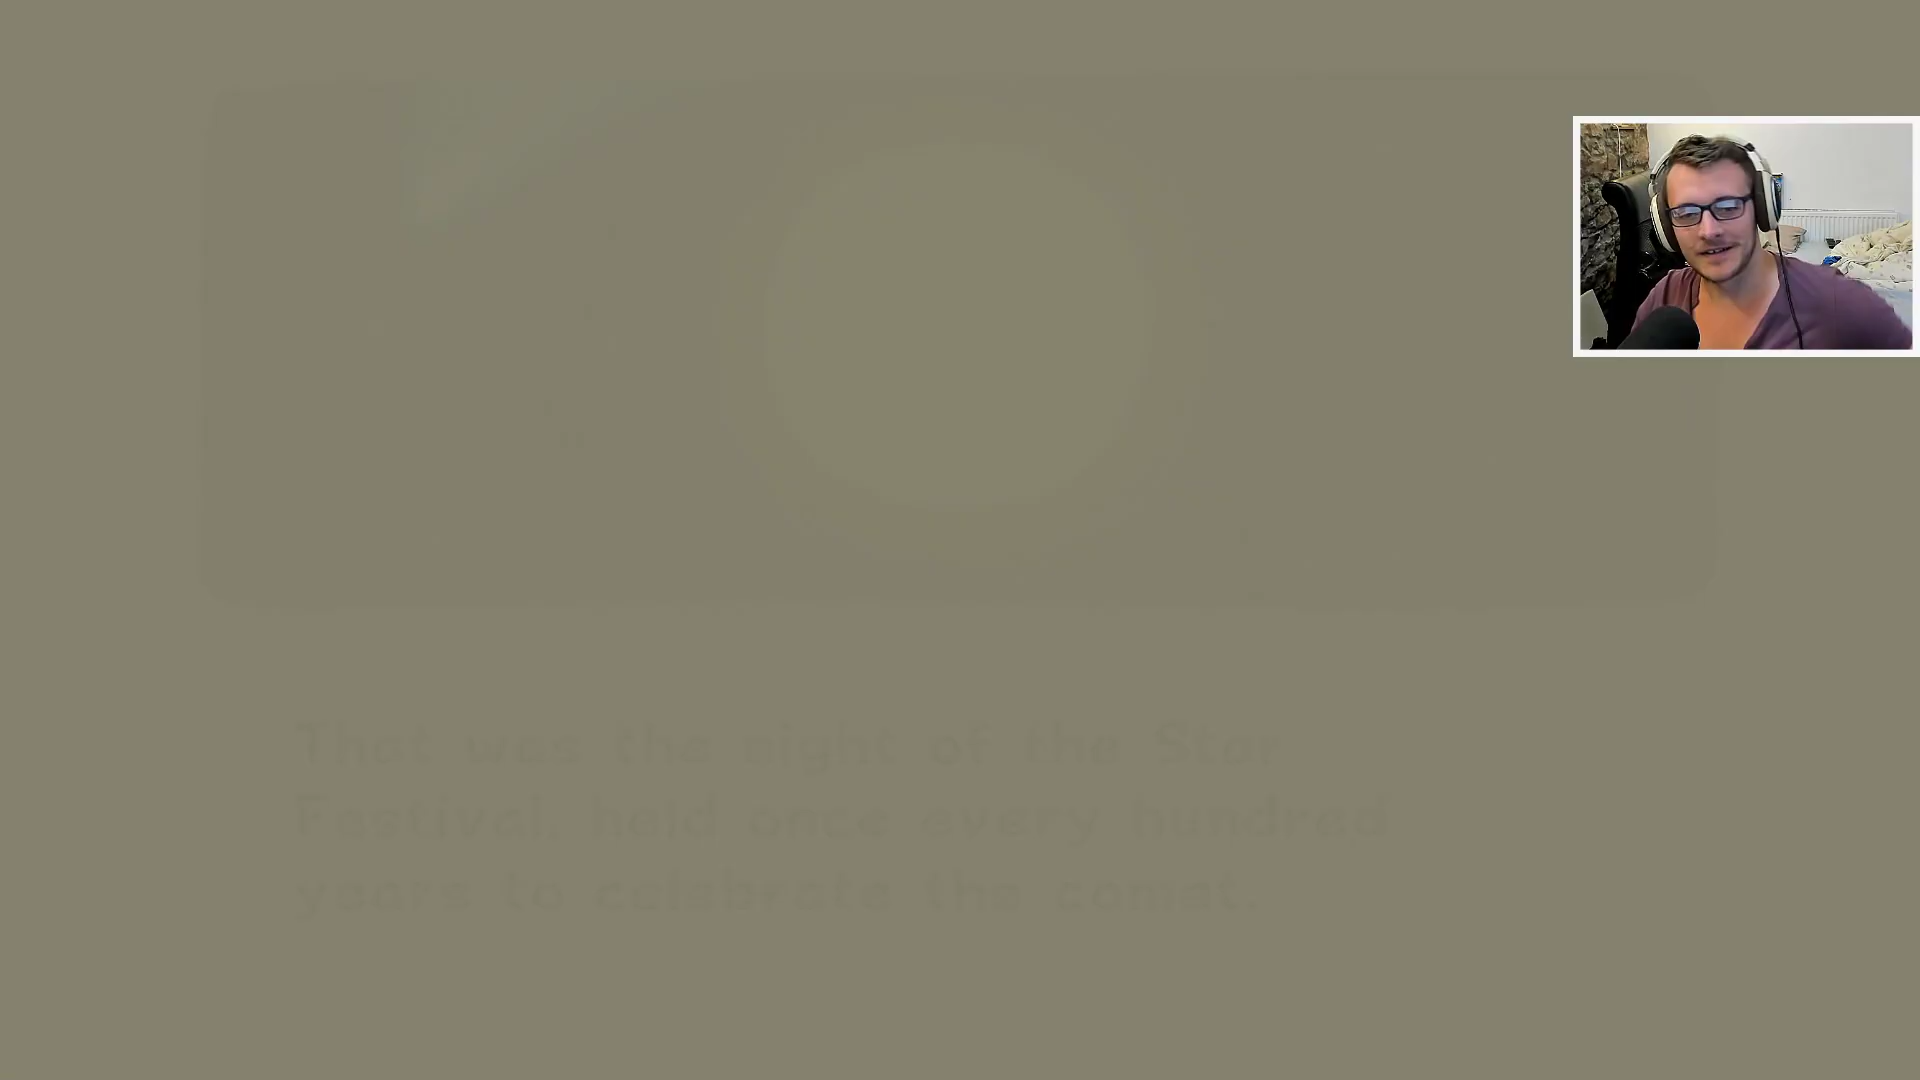 That was the night of the Star
Festival, held once every hundred
years to celebrate the comet.